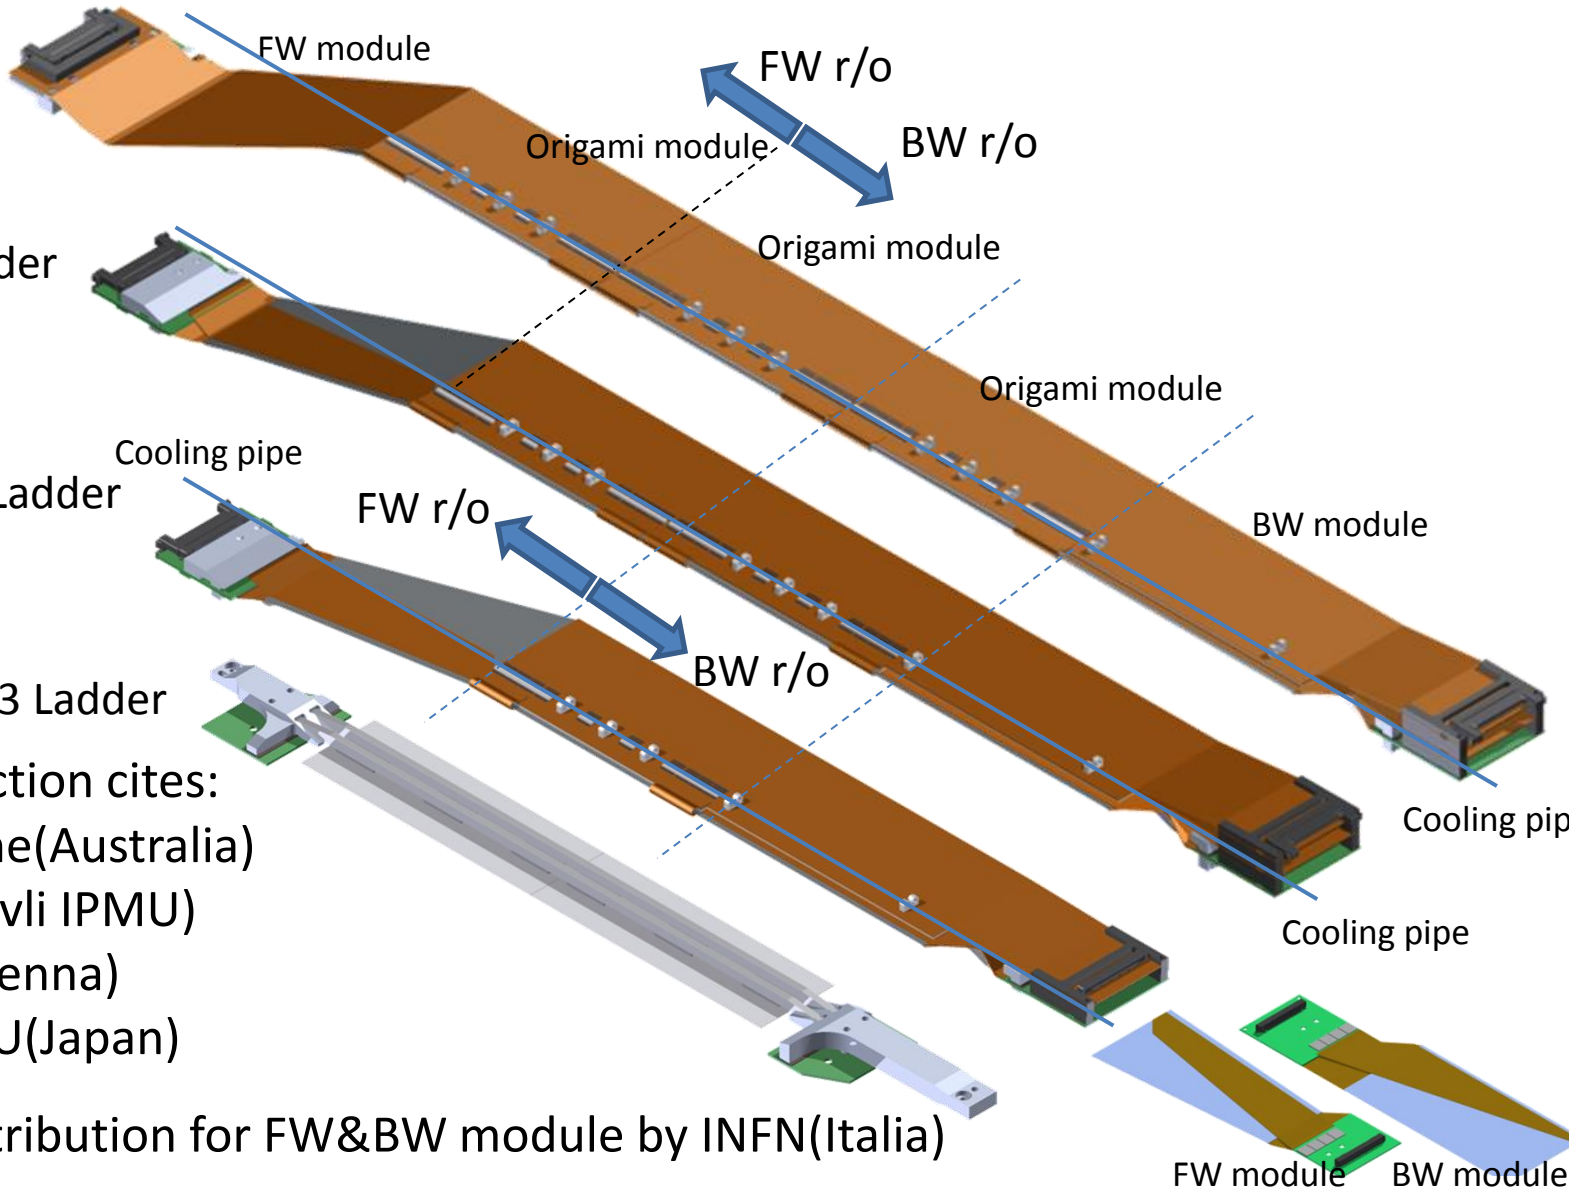 FW module
FW r/o
Origami module
BW r/o
Origami module
der
Origami module
Cooling pipe
Ladder
FW r/o
BW module
BW r/o
3 Ladder
ction cites:
ne(Australia)
Cooling pip
vli IPMU)
Cooling pipe
enna)
U(Japan)
tribution for FW&BW module by INFN(Italia)
FW module
BW module